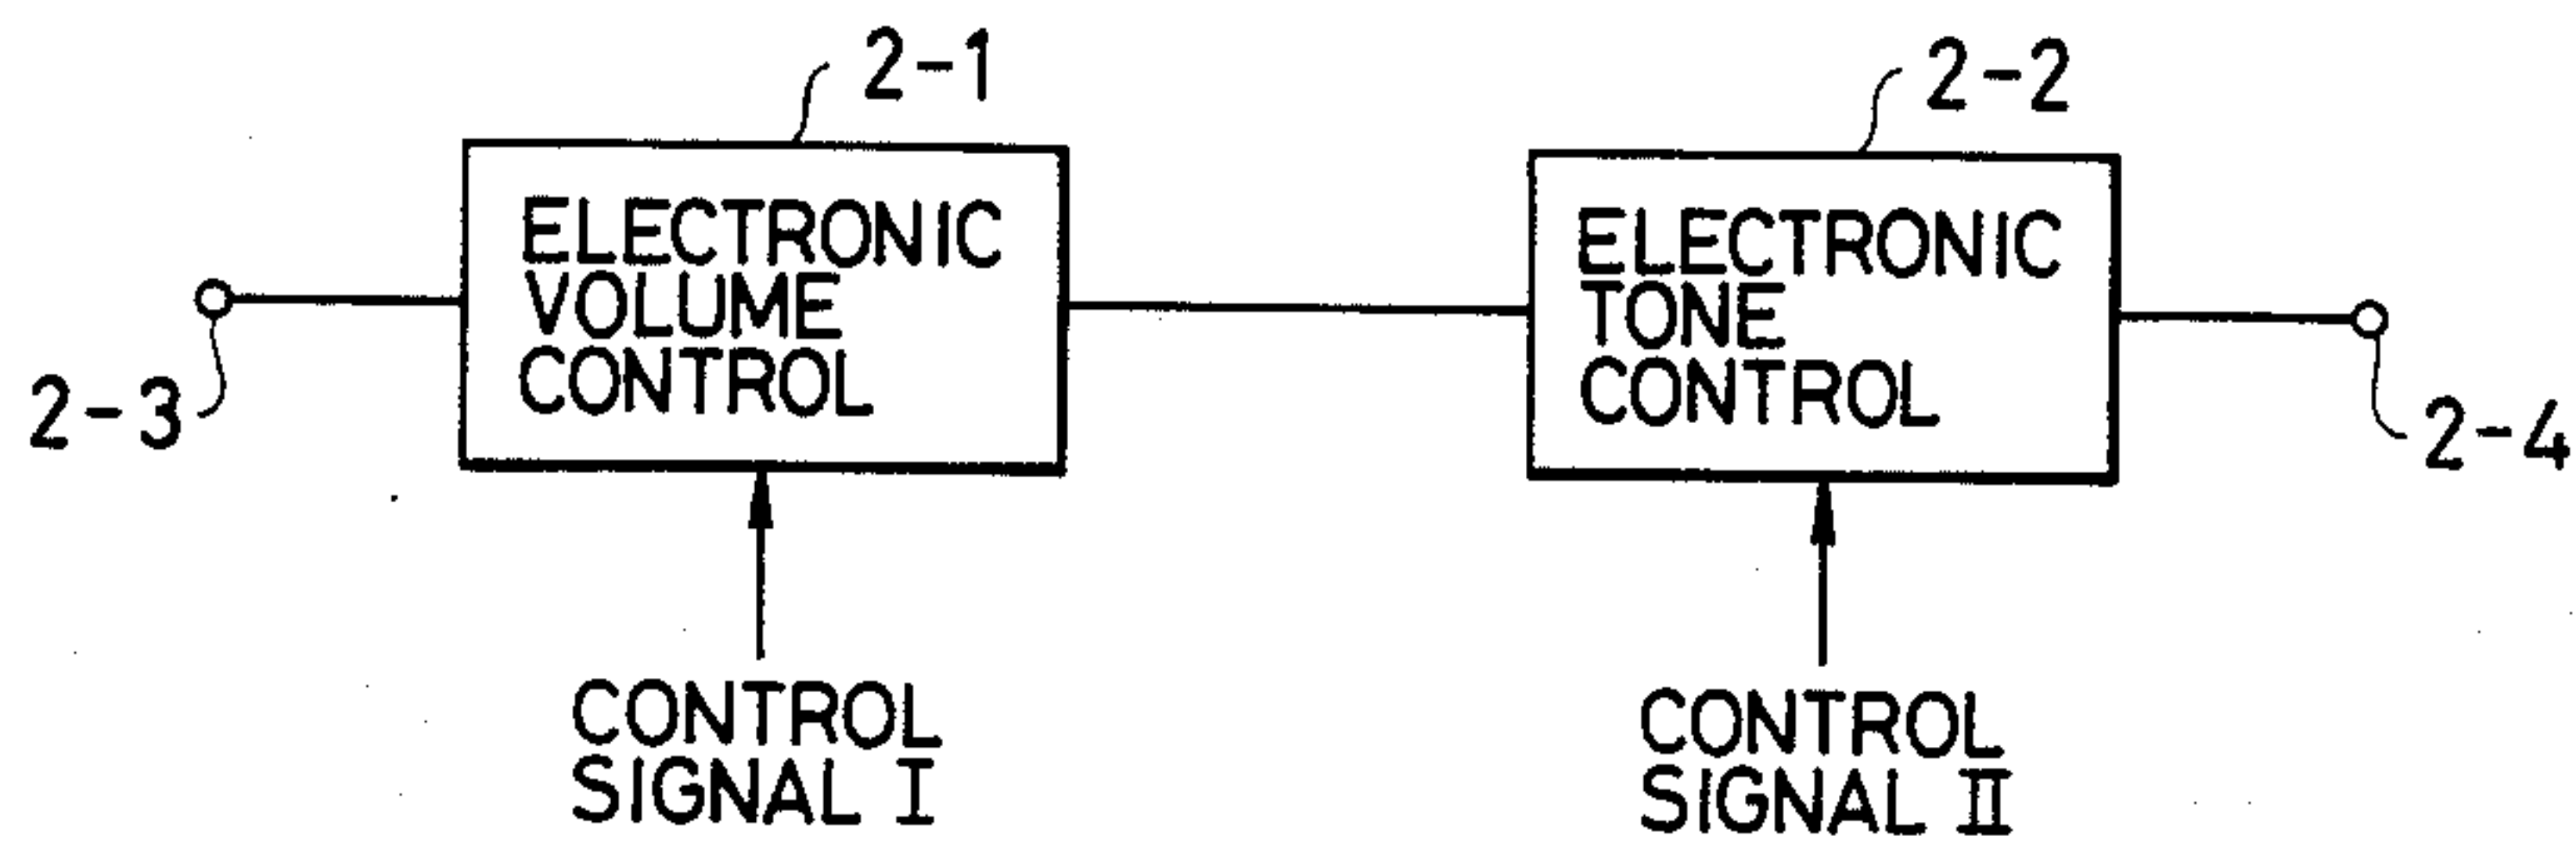 2-1
2-2
ELECTRONIC
VOLUME
CONTROL
ELECTRONIC
TONE
CONTROL
2-3
2-4
CONTROL
SIGNAL I
CONTROL
SIGNAL II